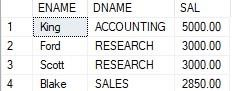 ENAME DNAME SAL
1 King ACCOUNTING 5000.00
2 Ford RESEARCH 3000.00
3 Scott RESEARCH 3000.00
4 Blake SALES 2850.00